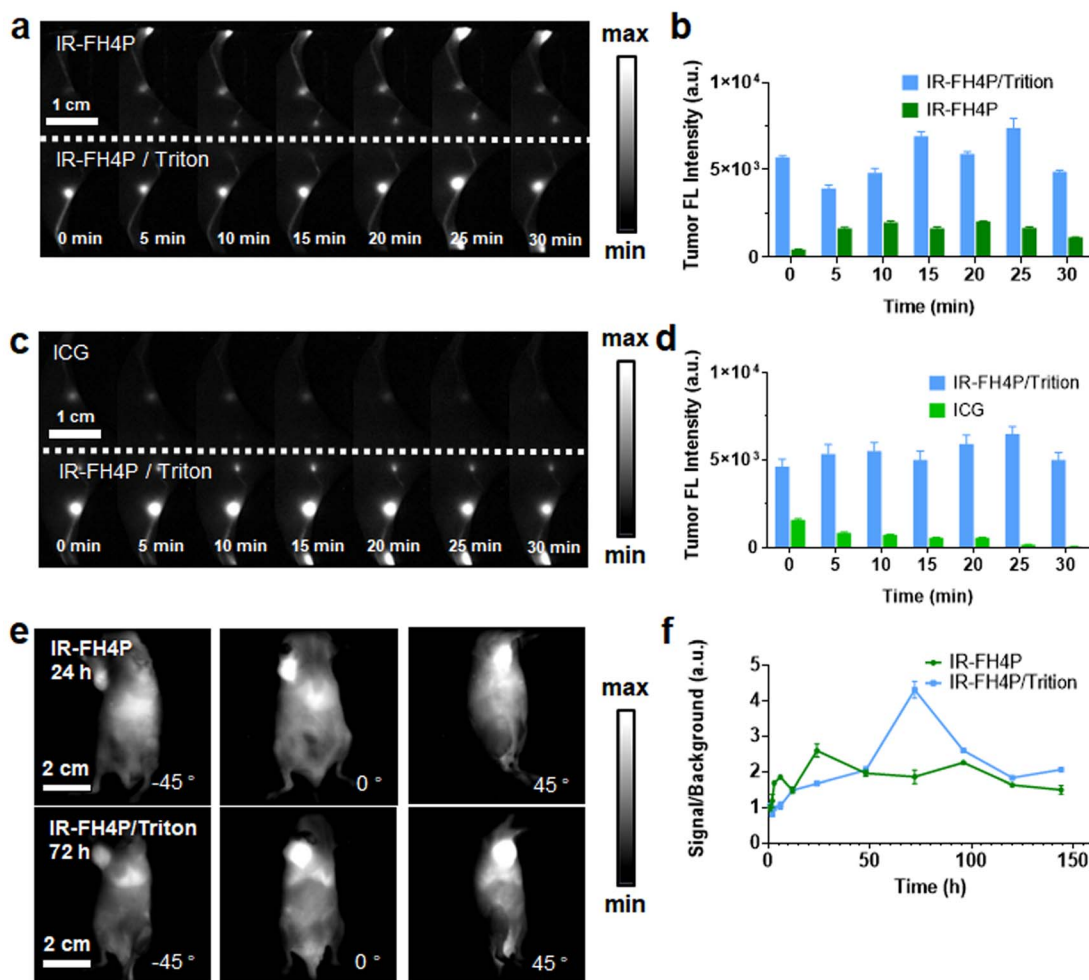 a
IR-FH4P
1 cm
IR-FH4P / Triton
0 min 5 min 10 min 15 min 20 min 25 min 30 min
max
min
b
Tumor FL Intensity (a.u.)
1×10⁴
5×10³
0
IR-FH4P/Trition
IR-FH4P
0 5 10 15 20 25 30
Time (min)
c
ICG
1 cm
IR-FH4P / Triton
0 min 5 min 10 min 15 min 20 min 25 min 30 min
max
min
d
Tumor FL Intensity (a.u.)
1×10⁴
5×10³
0
IR-FH4P/Trition
ICG
0 5 10 15 20 25 30
Time (min)
e
IR-FH4P
24 h
2 cm
-45 °
0 °
45 °
IR-FH4P/Triton
72 h
2 cm
-45 °
0 °
45 °
max
min
f
Signal/Background (a.u.)
5
4
3
2
1
0
IR-FH4P
IR-FH4P/Trition
0 50 100 150
Time (h)